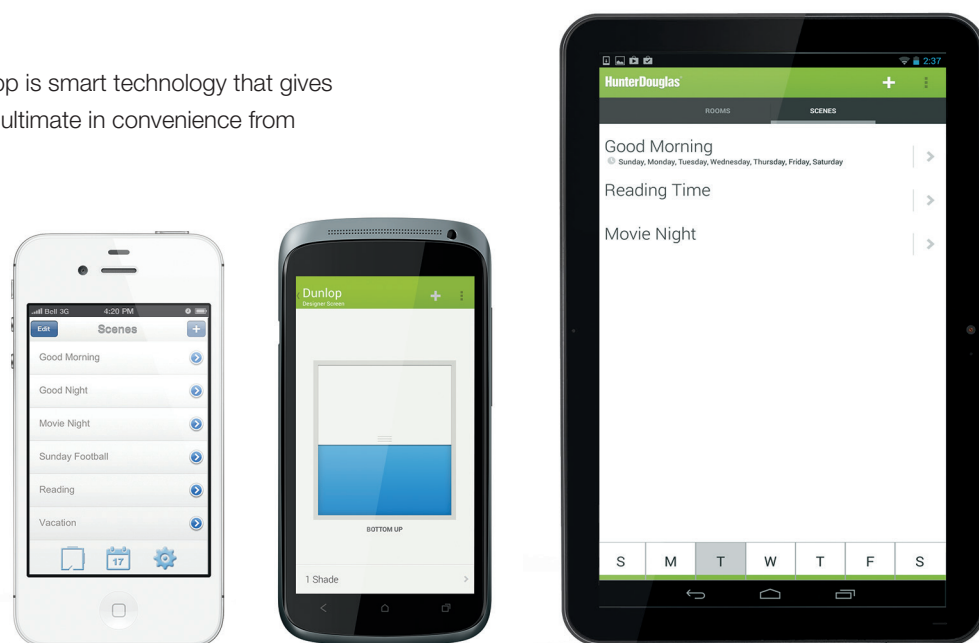 op is smart technology that gives
ultimate in convenience from
Bell 3G 4:20 PM
Edit Scenes +
Good Morning
Good Night
Movie Night
Sunday Football
Reading
Vacation
17
Dunlop
Designer Screen
BOTTOM UP
1 Shade
2:37
HunterDouglas
ROOMS SCENES
Good Morning
Sunday, Monday, Tuesday, Wednesday, Thursday, Friday, Saturday
Reading Time
Movie Night
S M T W T F S